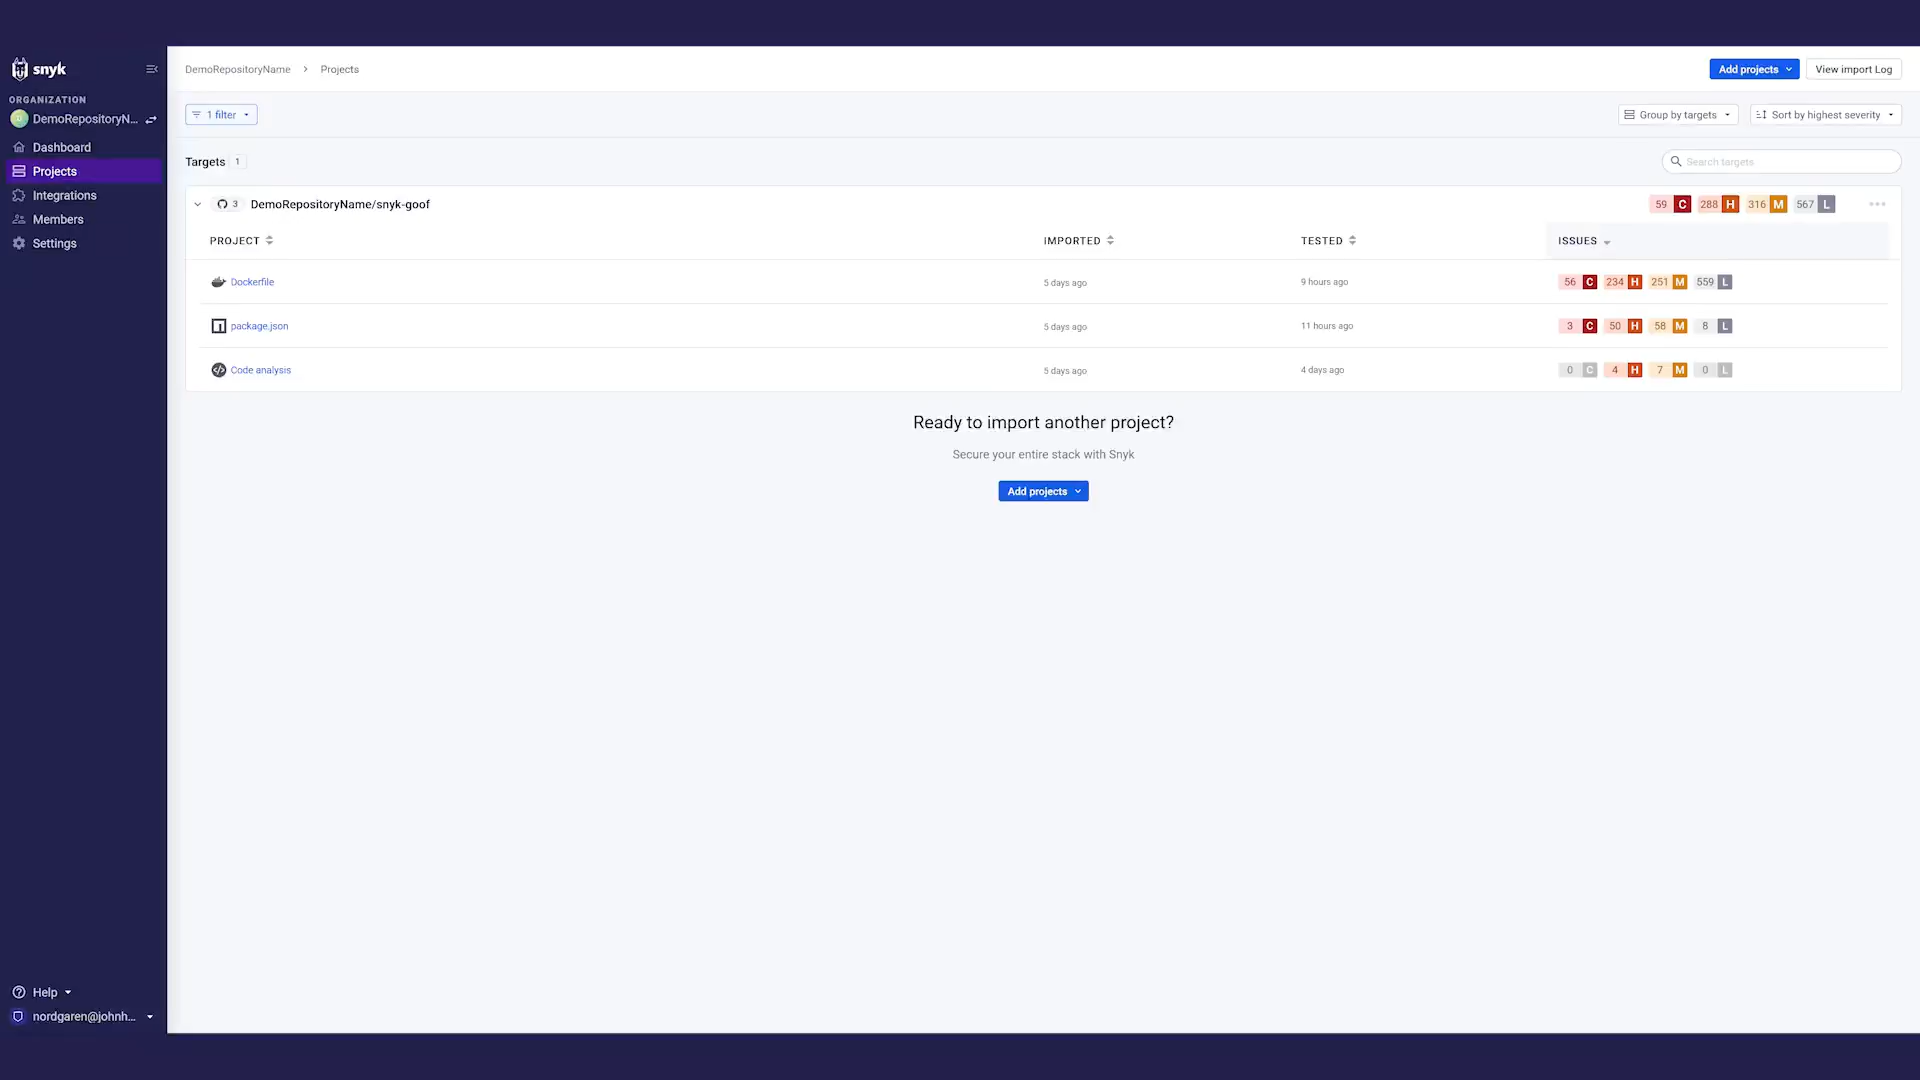 snyk
ORGANIZATION
DemoRepositoryN...
Dashboard
Projects
Integrations
Members
Settings
Help
nordgaren@johnh...
DemoRepositoryName > Projects
Add projects
View import Log
1 filter
Group by targets
Sort by highest severity
Targets 1
Search targets
3 DemoRepositoryName/snyk-goof
59 C 288 H 316 M 567 L
PROJECT IMPORTED TESTED ISSUES
Dockerfile 5 days ago 9 hours ago 56 C 234 H 251 M 559 L
package.json 5 days ago 11 hours ago 3 C 50 H 58 M 8 L
Code analysis 5 days ago 4 days ago 0 C 4 H 7 M 0 L
Ready to import another project?
Secure your entire stack with Snyk
Add projects